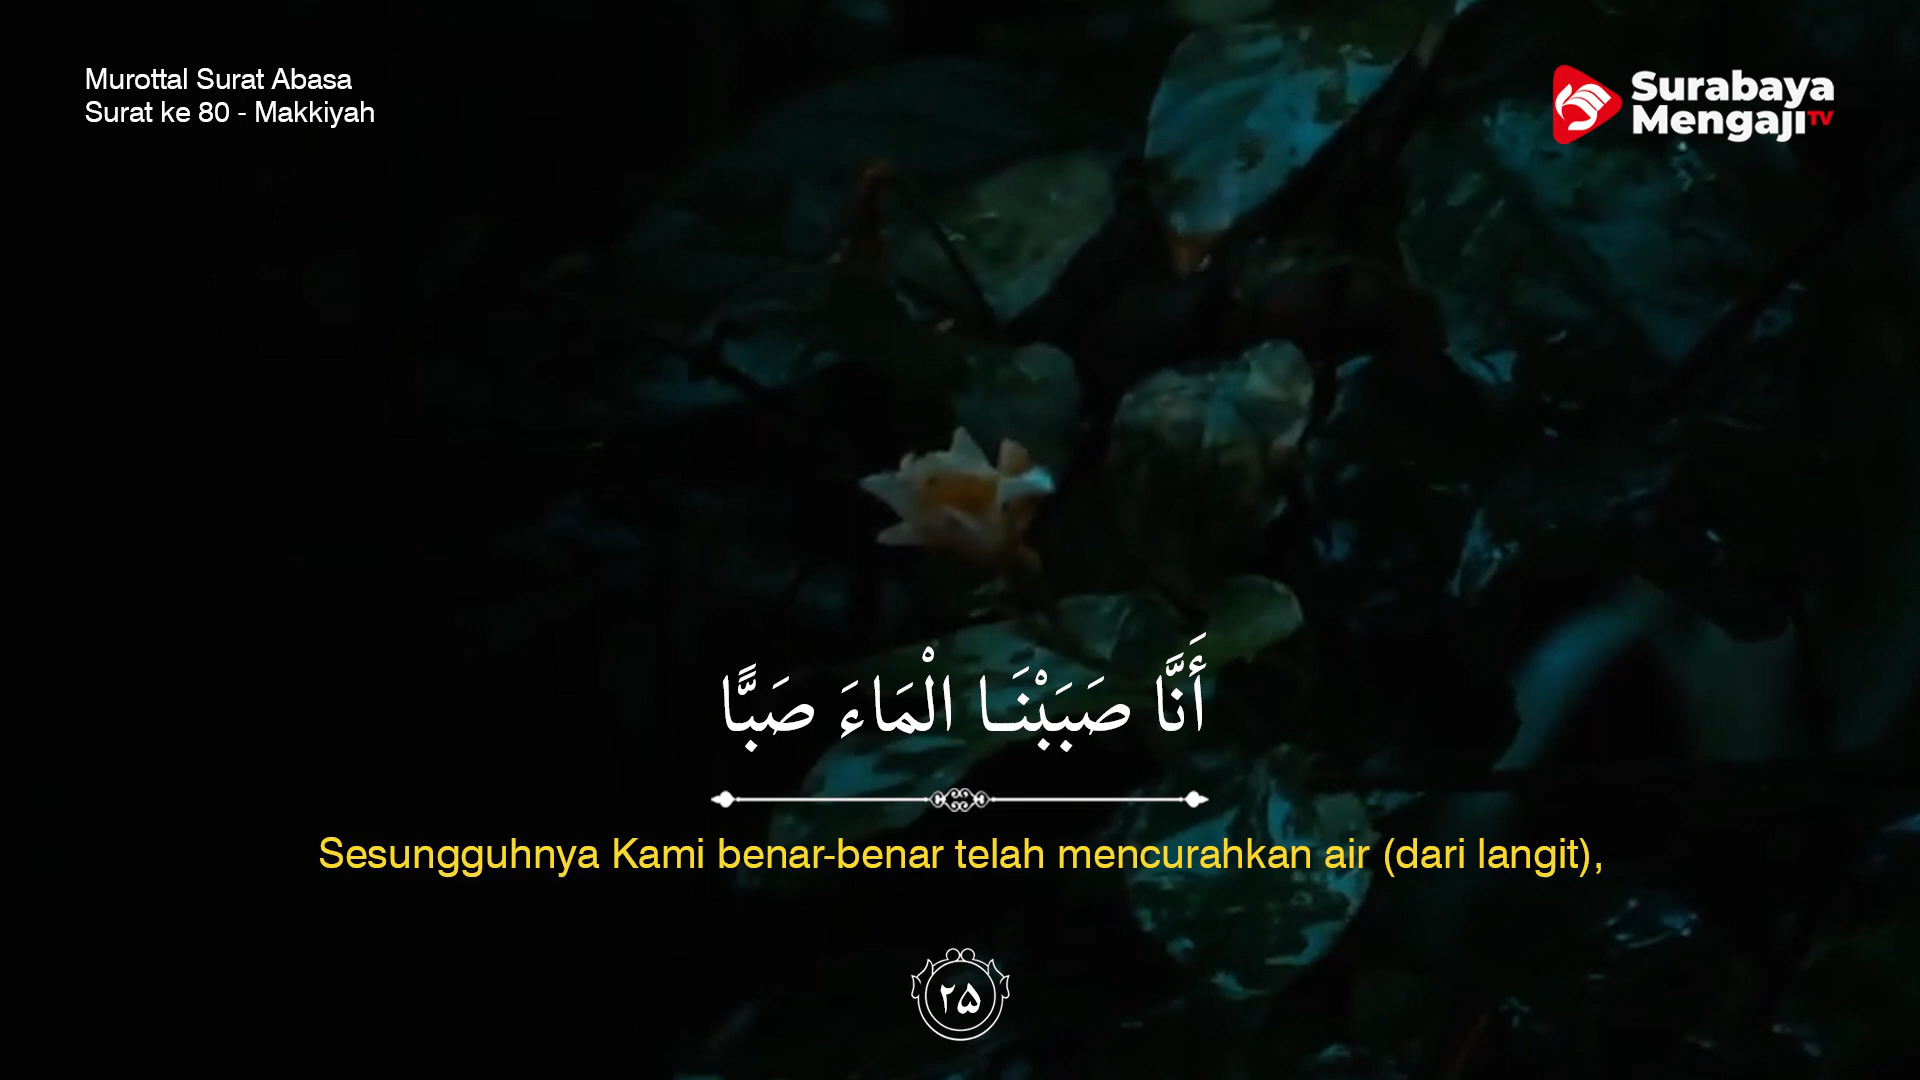 Murottal Surat Abasa
Surat ke 80 - Makkiyah
Surabaya
MengajiTV
أَنَّا صَبَبْنَا الْمَاءَ صَبًّا
Sesungguhnya Kami benar-benar telah mencurahkan air (dari langit),
۲۵